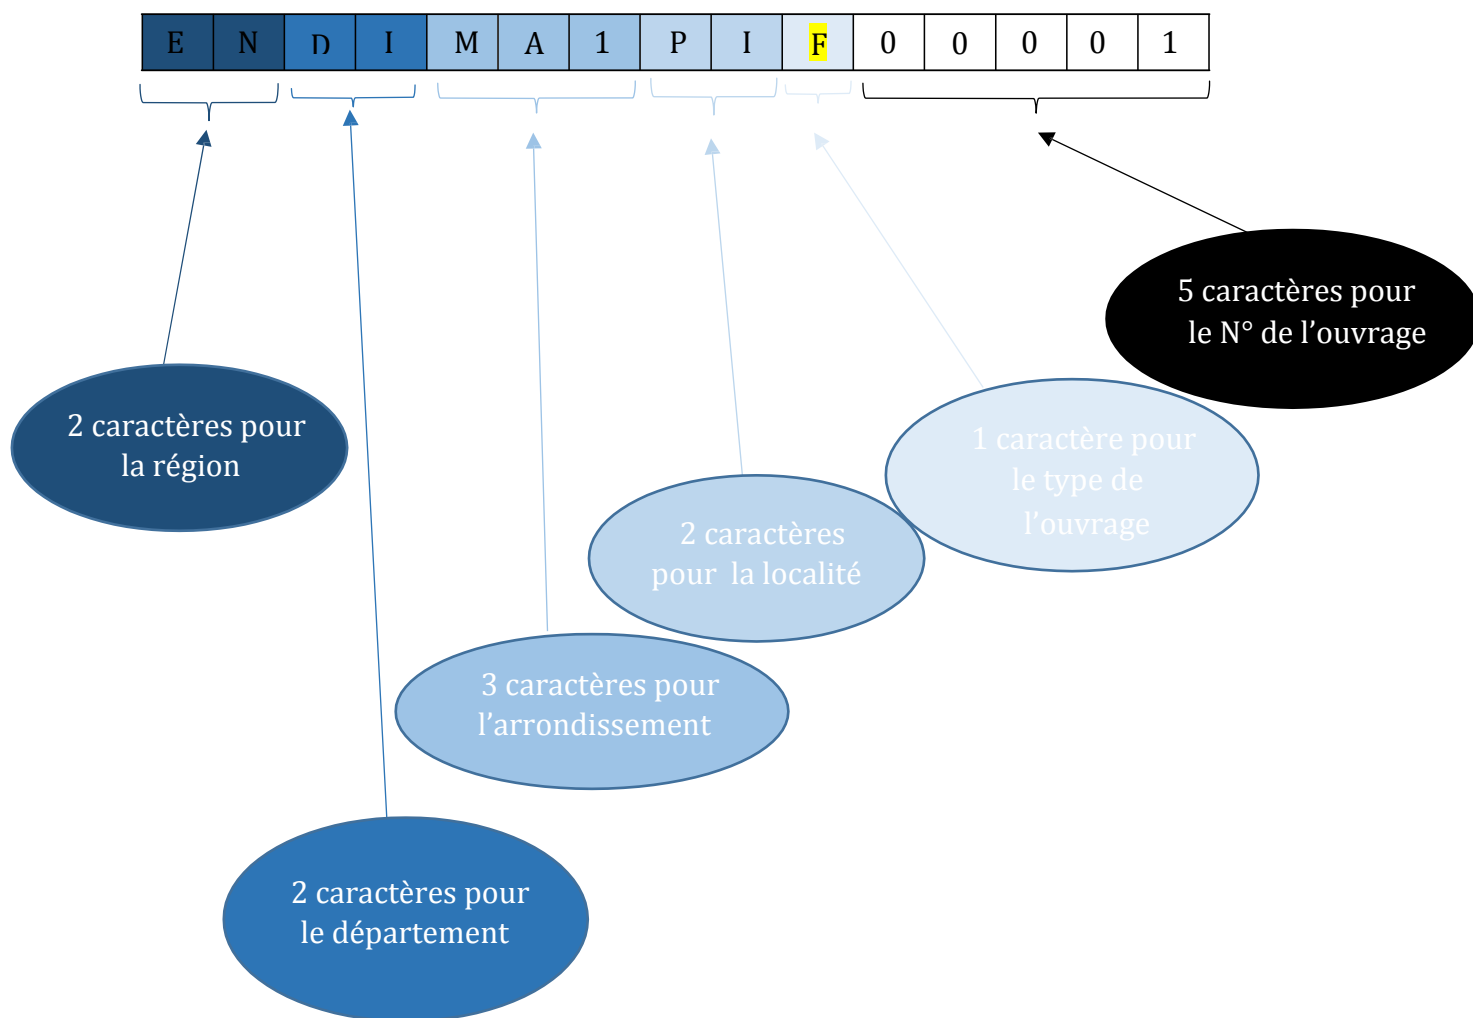 E N D I M A 1 P I F 0 0 0 0 1
5 caractères pour
le N° de l’ouvrage
2 caractères pour
la région
1 caractère pour
le type de
l’ouvrage
2 caractères
pour la localité
3 caractères pour
l’arrondissement
2 caractères pour
le département